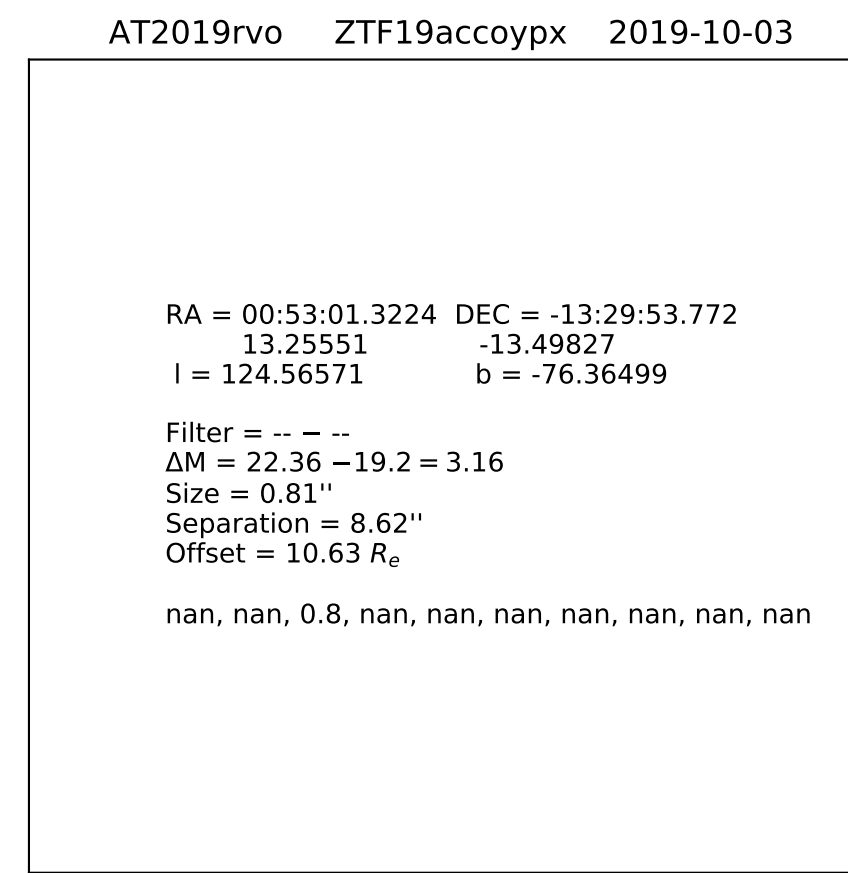 AT2019rvo ZTF19accoypx 2019-10-03
RA = 00:53:01.3224 DEC = -13:29:53.772
13.25551 -13.49827
l = 124.56571 b = -76.36499
Filter = -- − --
ΔM = 22.36 −19.2 = 3.16
Size = 0.81''
Separation = 8.62''
Offset = 10.63 Rₑ
nan, nan, 0.8, nan, nan, nan, nan, nan, nan, nan